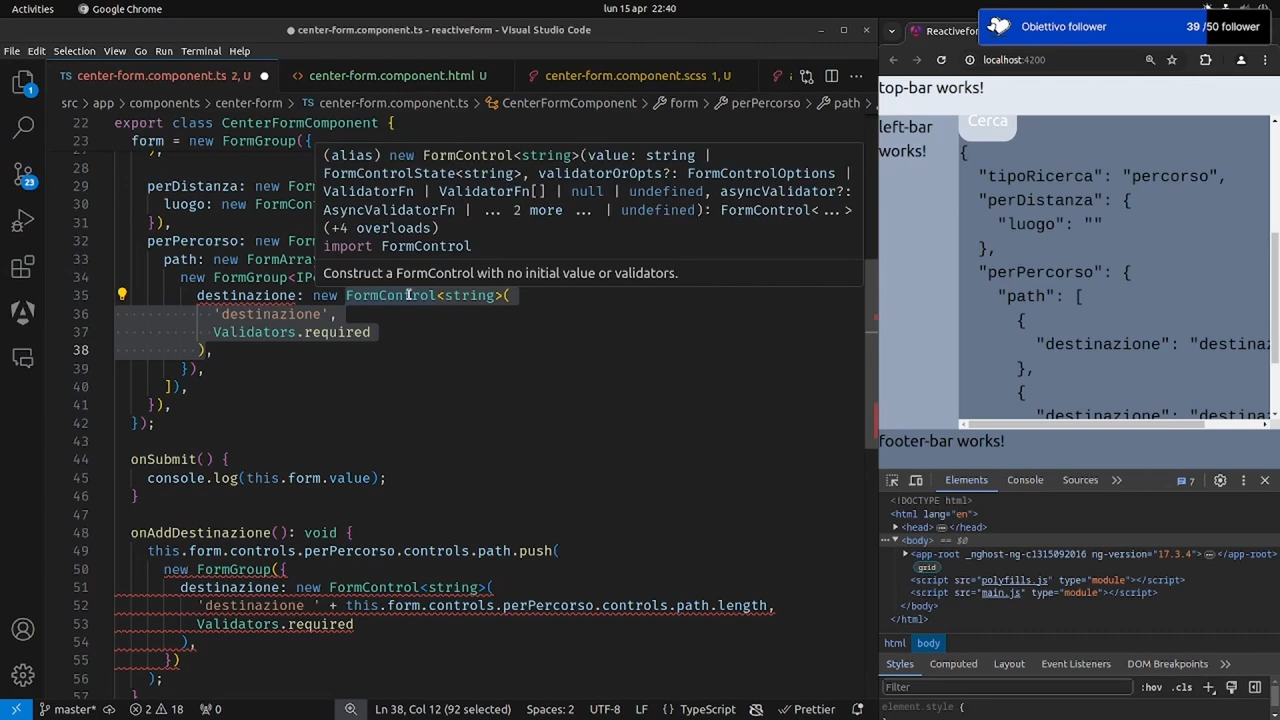 Activities
Google Chrome
lun 15 apr 22:40
center-form.component.ts - reactiveform - Visual Studio Code
File Edit Selection View Go Run Terminal Help
center-form.component.ts 2, U
center-form.component.html U
center-form.component.scss 1, U
src > app > components > center-form > TS center-form.component.ts > CenterFormComponent > form > perPercorso > path >
22 export class CenterFormComponent {
23 form = new FormGroup({
28 ),
29 perDistanza: new Form
30 luogo: new FormCont
31 }),
32 perPercorso: new Form
33 path: new FormArray
34 new FormGroup<IPe
35 destinazione: new FormControl<string>(
36 'destinazione',
37 Validators.required
38 ),
39 }),
40 ]),
41 }),
42 });
43
44 onSubmit() {
45 console.log(this.form.value);
46 }
47
48 onAddDestinazione(): void {
49 this.form.controls.perPercorso.controls.path.push(
50 new FormGroup({
51 destinazione: new FormControl<string>(
52 'destinazione ' + this.form.controls.perPercorso.controls.path.length,
53 Validators.required
54 ),
55 })
56 );
57 }
(alias) new FormControl<string>(value: string |
FormControlState<string>, validatorOrOpts?: FormControlOptions |
ValidatorFn | ValidatorFn[] | null | undefined, asyncValidator?:
AsyncValidatorFn | ... 2 more ... | undefined): FormControl<...>
(+4 overloads)
import FormControl
Construct a FormControl with no initial value or validators.
1
23
master*
2 18
0
Ln 38, Col 12 (92 selected)
Spaces: 2
UTF-8
LF
TypeScript
Prettier
Obiettivo follower 39 /50 follower
Reactivefor
localhost:4200
top-bar works!
left-bar
works!
Cerca
{
"tipoRicerca": "percorso",
"perDistanza": {
"luogo": ""
},
"perPercorso": {
"path": [
{
"destinazione": "destinaz
},
{
"destinazione": "destinaz
footer-bar works!
Elements Console Sources 7
<!DOCTYPE html>
<html lang="en">
<head> </head>
<body> == $0
<app-root _nghost-ng-c1315092016 ng-version="17.3.4"> </app-root>
grid
<script src="polyfills.js" type="module"></script>
<script src="main.js" type="module"></script>
</body>
</html>
html body
Styles Computed Layout Event Listeners DOM Breakpoints
Filter
:hov .cls
element.style {